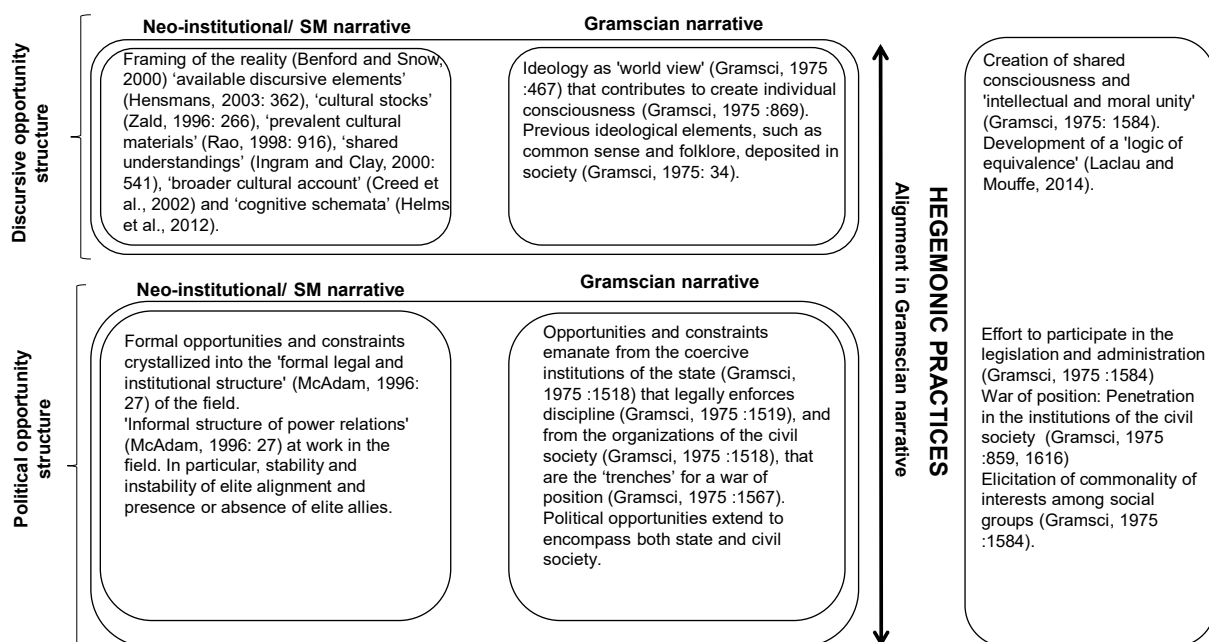 Neo-institutional/ SM narrative
Gramscian narrative
Discursive opportunity
structure
Framing of the reality (Benford and Snow,
2000) ‘available discursive elements’
(Hensmans, 2003: 362), ‘cultural stocks’
(Zald, 1996: 266), ‘prevalent cultural
materials’ (Rao, 1998: 916), ‘shared
understandings’ (Ingram and Clay, 2000:
541), ‘broader cultural account’ (Creed
et al., 2002) and ‘cognitive schemata’ (Helms
et al., 2012).
Ideology as 'world view' (Gramsci, 1975
:467) that contributes to create individual
consciousness (Gramsci, 1975 :869).
Previous ideological elements, such as
common sense and folklore, deposited in
society (Gramsci, 1975: 34).
Neo-institutional/ SM narrative
Gramscian narrative
Political opportunity
structure
Formal opportunities and constraints
crystallized into the 'formal legal and
institutional structure' (McAdam, 1996:
27) of the field.
'Informal structure of power relations'
(McAdam, 1996: 27) at work in the
field. In particular, stability and
instability of elite alignment and
presence or absence of elite allies.
Opportunities and constraints
emanate from the coercive
institutions of the state (Gramsci,
1975 :1518) that legally enforces
discipline (Gramsci, 1975 :1519), and
from the organizations of the civil
society (Gramsci, 1975 :1518), that
are the ‘trenches’ for a war of
position (Gramsci, 1975 :1567).
Political opportunities extend to
encompass both state and civil
society.
Alignment in Gramscian narrative
HEGEMONIC PRACTICES
Creation of shared
consciousness and
'intellectual and moral unity'
(Gramsci, 1975: 1584).
Development of a 'logic of
equivalence' (Laclau and
Mouffe, 2014).
Effort to participate in the
legislation and administration
(Gramsci, 1975 :1584)
War of position: Penetration
in the institutions of the civil
society (Gramsci, 1975
:859, 1616)
Elicitation of commonality of
interests among social
groups (Gramsci, 1975
:1584).